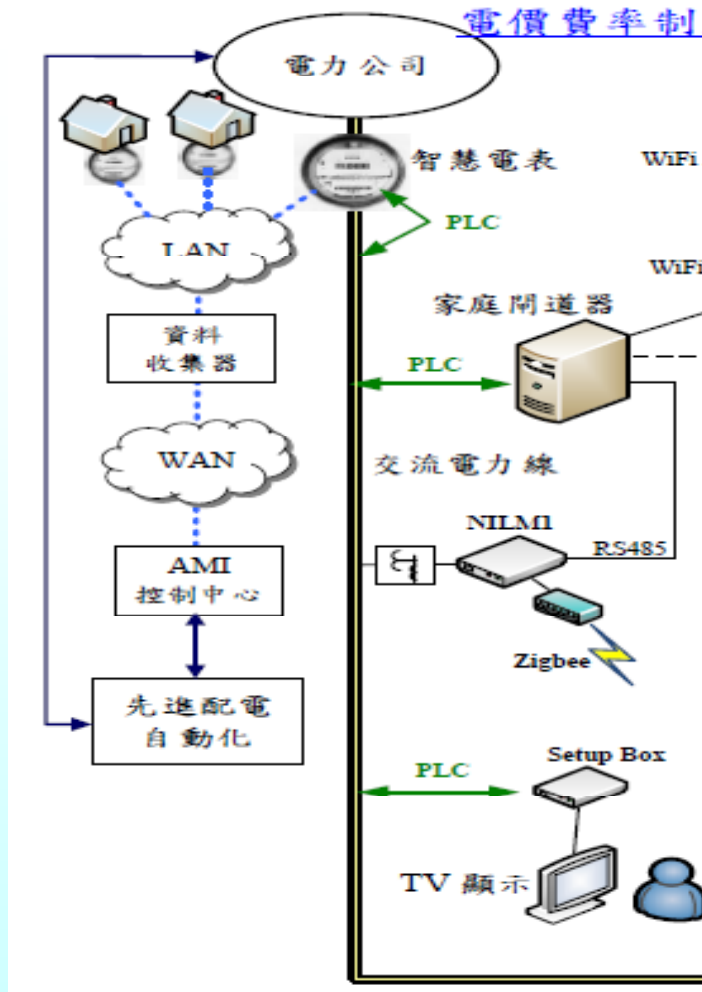 電價費率制
電力公司
智慧電表
WiFi
PLC
LAN
WiFi
家庭閘道器
資料
收集器
PLC
WAN
交流電力線
NILM1
RS485
AMI
控制中心
Zigbee
先進配電
自動化
Setup Box
PLC
TV 顯示